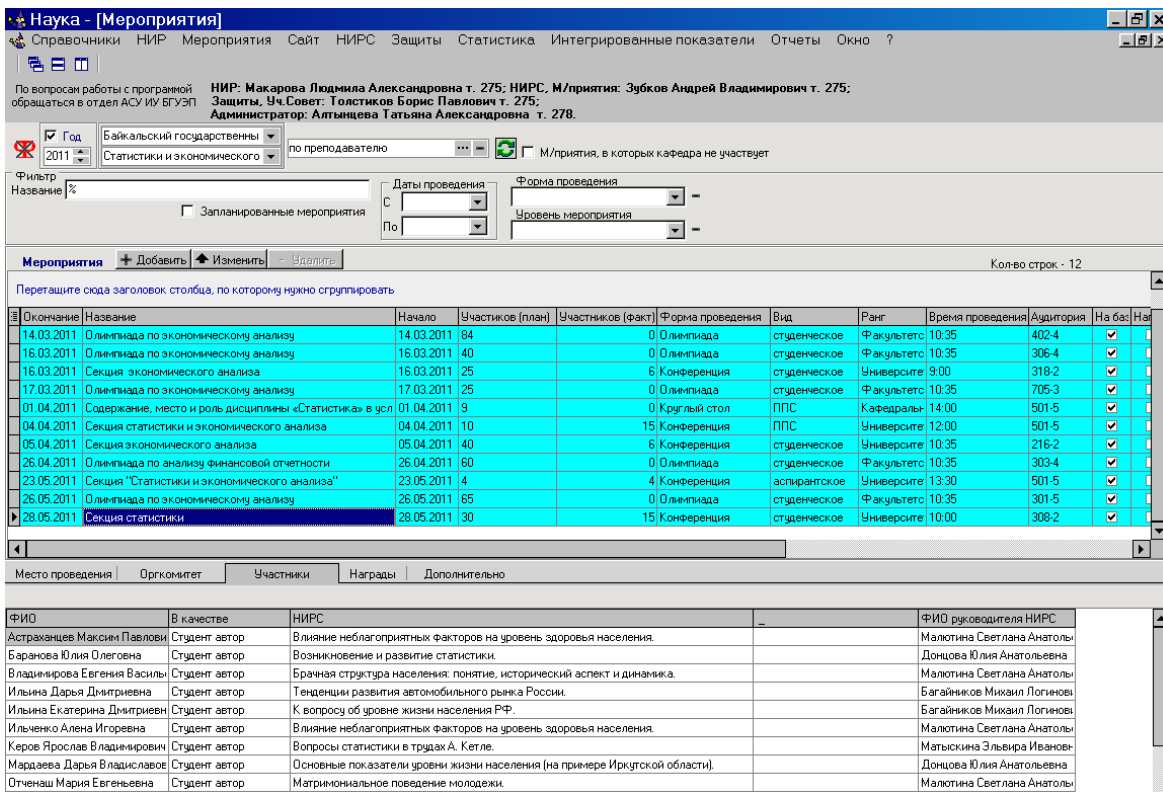 Наука - [Мероприятия]
Справочники НИР Мероприятия Сайт НИРС Защиты Статистика Интегрированные показатели Отчеты Окно ?
По вопросам работы с программой
обращаться в отдел АСУ ИУ БГУЭП
НИР: Макарова Людмила Александровна т. 275; НИРС, М/приятия: Зубков Андрей Владимирович т. 275;
Защиты, Уч.Совет: Толстиков Борис Павлович т. 275;
Администратор: Алтынцева Татьяна Александровна т. 278.
Год
2011
Байкальский государственны
Статистики и экономического
по преподавателю
М/приятия, в которых кафедра не участвует
Фильтр
Название %
Запланированные мероприятия
Даты проведения
С
По
Форма проведения
Уровень мероприятия
Мероприятия + Добавить Изменить - Удалить Кол-во строк - 12
Перетащите сюда заголовок столбца, по которому нужно сгруппировать
Окончание Название Начало Участиков (план) Участников (факт) Форма проведения Вид Ранг Время проведения Аудитория На баз Наг
14.03.2011 Олимпиада по экономическому анализу 14.03.2011 84 0 Олимпиада студенческое Факультетс 10:35 402-4
16.03.2011 Олимпиада по экономическому анализу 16.03.2011 40 0 Олимпиада студенческое Факультетс 10:35 306-4
16.03.2011 Секция экономического анализа 16.03.2011 25 6 Конференция студенческое Университе 9:00 318-2
17.03.2011 Олимпиада по экономическому анализу 17.03.2011 25 0 Олимпиада студенческое Факультетс 10:35 705-3
01.04.2011 Содержание, место и роль дисциплины «Статистика» в усл 01.04.2011 9 0 Круглый стол ППС Кафедральн 14:00 501-5
04.04.2011 Секция статистики и экономического анализа 04.04.2011 10 15 Конференция ППС Университе 12:00 501-5
05.04.2011 Секция экономического анализа 05.04.2011 40 6 Конференция студенческое Университе 10:35 216-2
26.04.2011 Олимпиада по анализу финансовой отчетности 26.04.2011 60 0 Олимпиада студенческое Факультетс 10:35 303-4
23.05.2011 Секция "Статистики и экономического анализа" 23.05.2011 4 4 Конференция аспирантское Университе 13:30 501-5
26.05.2011 Олимпиада по экономическому анализу 26.05.2011 65 0 Олимпиада студенческое Факультетс 10:35 301-5
28.05.2011 Секция статистики 28.05.2011 30 15 Конференция студенческое Университе 10:00 308-2
Место проведения Оргкомитет Участники Награды Дополнительно
ФИО В качестве НИРС _ ФИО руководителя НИРС
Астраханцев Максим Павлови Студент автор Влияние неблагоприятных факторов на уровень здоровья населения. Малютина Светлана Анатоль
Баранова Юлия Олеговна Студент автор Возникновение и развитие статистики. Донцова Юлия Анатольевна
Владимирова Евгения Василь Студент автор Брачная структура населения: понятие, исторический аспект и динамика. Малютина Светлана Анатоль
Ильина Дарья Дмитриевна Студент автор Тенденции развития автомобильного рынка России. Багайников Михаил Логинов
Ильина Екатерина Дмитриевн Студент автор К вопросу об уровне жизни населения РФ. Багайников Михаил Логинов
Ильченко Алена Игоревна Студент автор Влияние неблагоприятных факторов на уровень здоровья населения. Малютина Светлана Анатоль
Керов Ярослав Владимирович Студент автор Вопросы статистики в трудах А. Кетле. Матыскина Эльвира Ивановн
Мардаева Дарья Владиславов Студент автор Основные показатели уровни жизни населения (на примере Иркутской области). Донцова Юлия Анатольевна
Отченаш Мария Евгеньевна Студент автор Матримониальное поведение молодежи. Малютина Светлана Анатоль